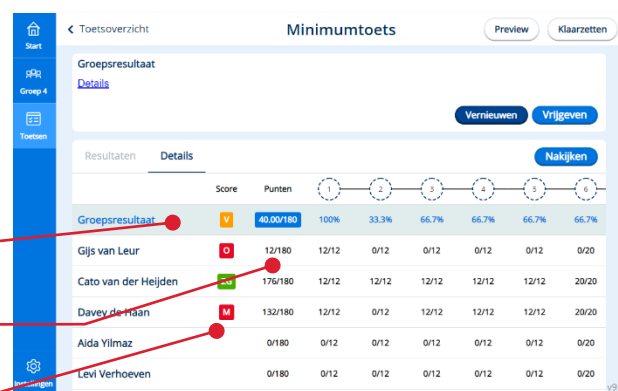 Start
Groep 4
Toetsen
Instellingen
Toetsoverzicht
Minimumtoets
Preview
Klaarzetten
Groepsresultaat
Details
Vernieuwen
Vrijgeven
Resultaten Details
Nakijken
Score Punten 1 2 3 4 5 6
Groepsresultaat V 40.00/180 100% 33.3% 66.7% 66.7% 66.7% 66.7%
Gijs van Leur O 12/180 12/12 0/12 0/12 0/12 0/12 0/20
Cato van der Heijden ZG 176/180 12/12 12/12 12/12 12/12 12/12 20/20
Davey de Haan M 132/180 12/12 0/12 12/12 12/12 12/12 20/20
Aida Yilmaz 0/180 0/12 0/12 0/12 0/12 0/12 0/20
Levi Verhoeven 0/180 0/12 0/12 0/12 0/12 0/12 0/20
v9